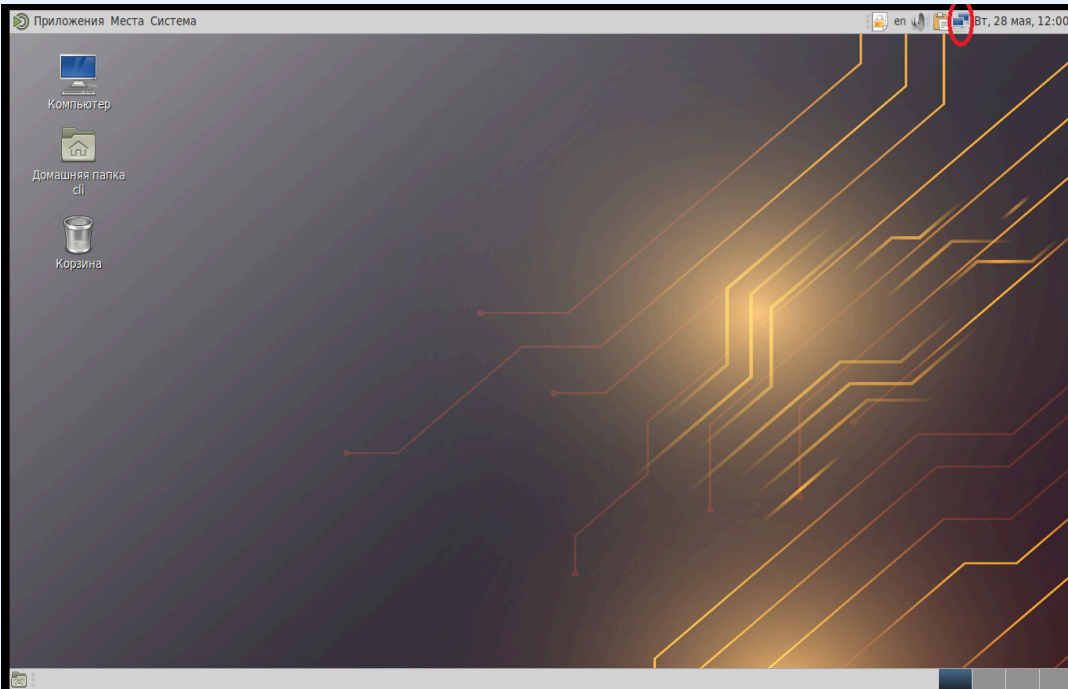 Приложения Места Система
en Вт, 28 мая, 12:00
Компьютер
Домашняя папка
cli
Корзина